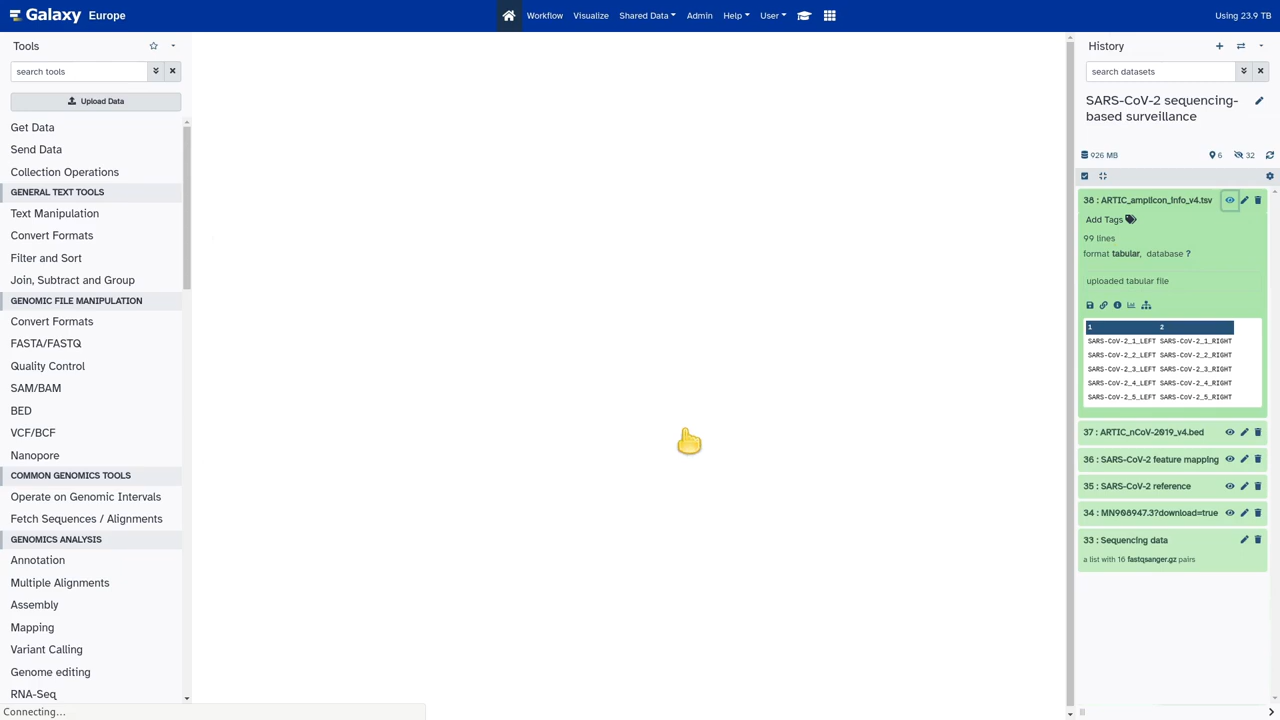 Galaxy Europe
Workflow Visualize Shared Data Admin Help User
Using 23.9 TB
Tools
search tools
Upload Data
Get Data
Send Data
Collection Operations
GENERAL TEXT TOOLS
Text Manipulation
Convert Formats
Filter and Sort
Join, Subtract and Group
GENOMIC FILE MANIPULATION
Convert Formats
FASTA/FASTQ
Quality Control
SAM/BAM
BED
VCF/BCF
Nanopore
COMMON GENOMICS TOOLS
Operate on Genomic Intervals
Fetch Sequences / Alignments
GENOMICS ANALYSIS
Annotation
Multiple Alignments
Assembly
Mapping
Variant Calling
Genome editing
RNA-Seq
Connecting...
History
search datasets
SARS-CoV-2 sequencing-
based surveillance
926 MB 6 32
38 : ARTIC_amplicon_info_v4.tsv
Add Tags
99 lines
format tabular, database ?
uploaded tabular file
1 2
SARS-CoV-2_1_LEFT SARS-CoV-2_1_RIGHT
SARS-CoV-2_2_LEFT SARS-CoV-2_2_RIGHT
SARS-CoV-2_3_LEFT SARS-CoV-2_3_RIGHT
SARS-CoV-2_4_LEFT SARS-CoV-2_4_RIGHT
SARS-CoV-2_5_LEFT SARS-CoV-2_5_RIGHT
37 : ARTIC_nCoV-2019_v4.bed
36 : SARS-CoV-2 feature mapping
35 : SARS-CoV-2 reference
34 : MN908947.3?download=true
33 : Sequencing data
a list with 16 fastqsanger.gz pairs